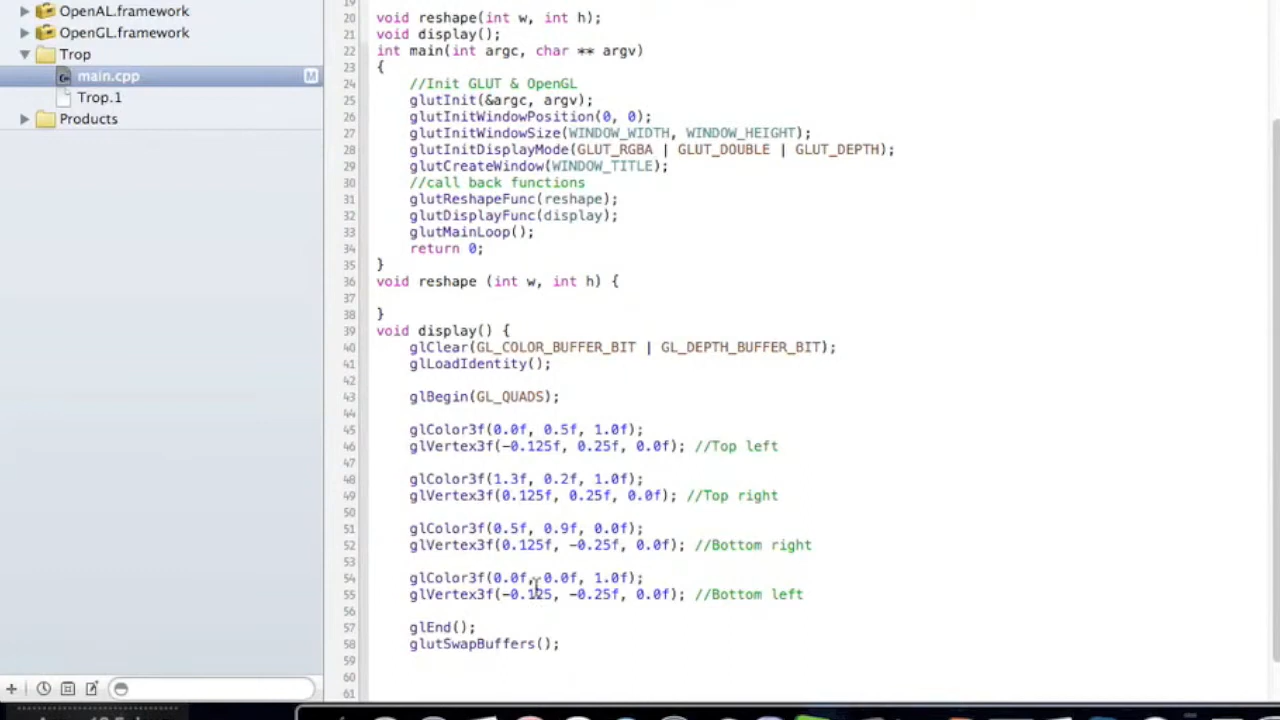 OpenAL.framework
OpenGL.framework
Trop
main.cpp M
Trop.1
Products
20 void reshape(int w, int h);
21 void display();
22 int main(int argc, char ** argv)
23 {
24 //Init GLUT & OpenGL
25 glutInit(&argc, argv);
26 glutInitWindowPosition(0, 0);
27 glutInitWindowSize(WINDOW_WIDTH, WINDOW_HEIGHT);
28 glutInitDisplayMode(GLUT_RGBA | GLUT_DOUBLE | GLUT_DEPTH);
29 glutCreateWindow(WINDOW_TITLE);
30 //call back functions
31 glutReshapeFunc(reshape);
32 glutDisplayFunc(display);
33 glutMainLoop();
34 return 0;
35 }
36 void reshape (int w, int h) {
37
38 }
39 void display() {
40 glClear(GL_COLOR_BUFFER_BIT | GL_DEPTH_BUFFER_BIT);
41 glLoadIdentity();
42
43 glBegin(GL_QUADS);
44
45 glColor3f(0.0f, 0.5f, 1.0f);
46 glVertex3f(-0.125f, 0.25f, 0.0f); //Top left
47
48 glColor3f(1.3f, 0.2f, 1.0f);
49 glVertex3f(0.125f, 0.25f, 0.0f); //Top right
50
51 glColor3f(0.5f, 0.9f, 0.0f);
52 glVertex3f(0.125f, -0.25f, 0.0f); //Bottom right
53
54 glColor3f(0.0f, 0.0f, 1.0f);
55 glVertex3f(-0.125, -0.25f, 0.0f); //Bottom left
56
57 glEnd();
58 glutSwapBuffers();
59
60
61